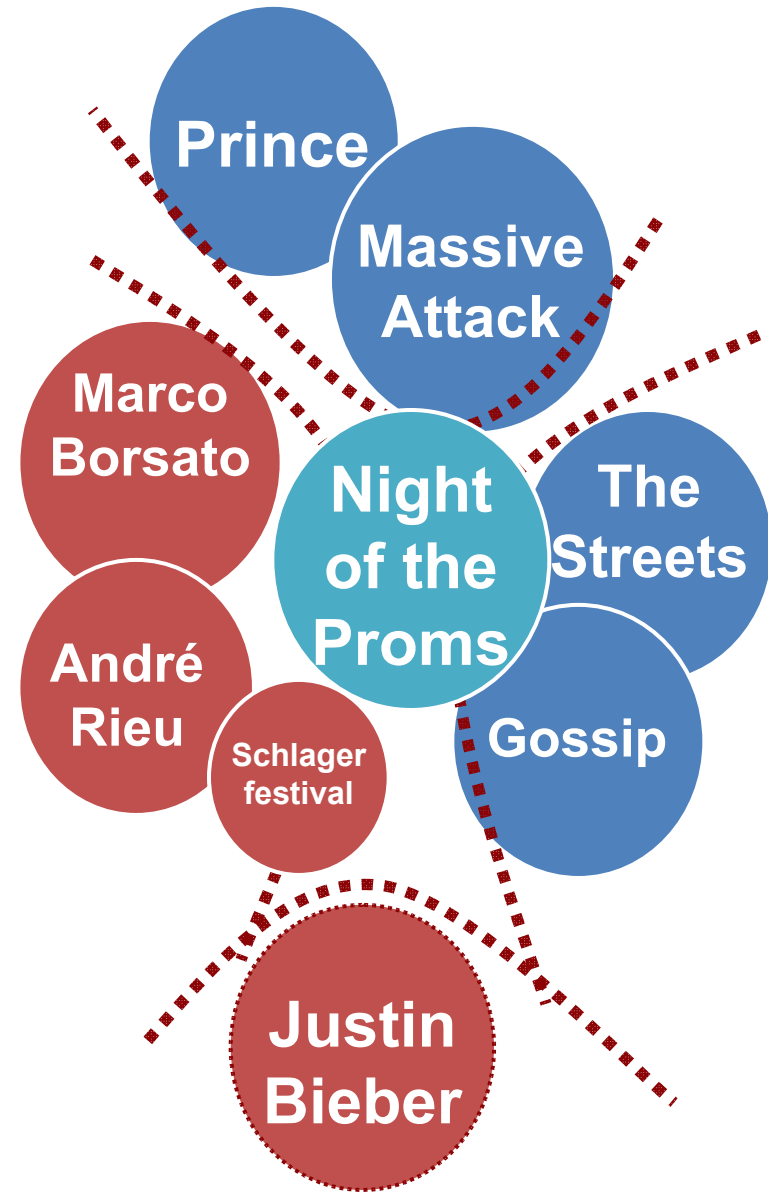 Prince
Massive
Attack
Marco
Borsato
Night
of the
Proms
The
Streets
André
Rieu
Schlager
festival
Gossip
Justin
Bieber